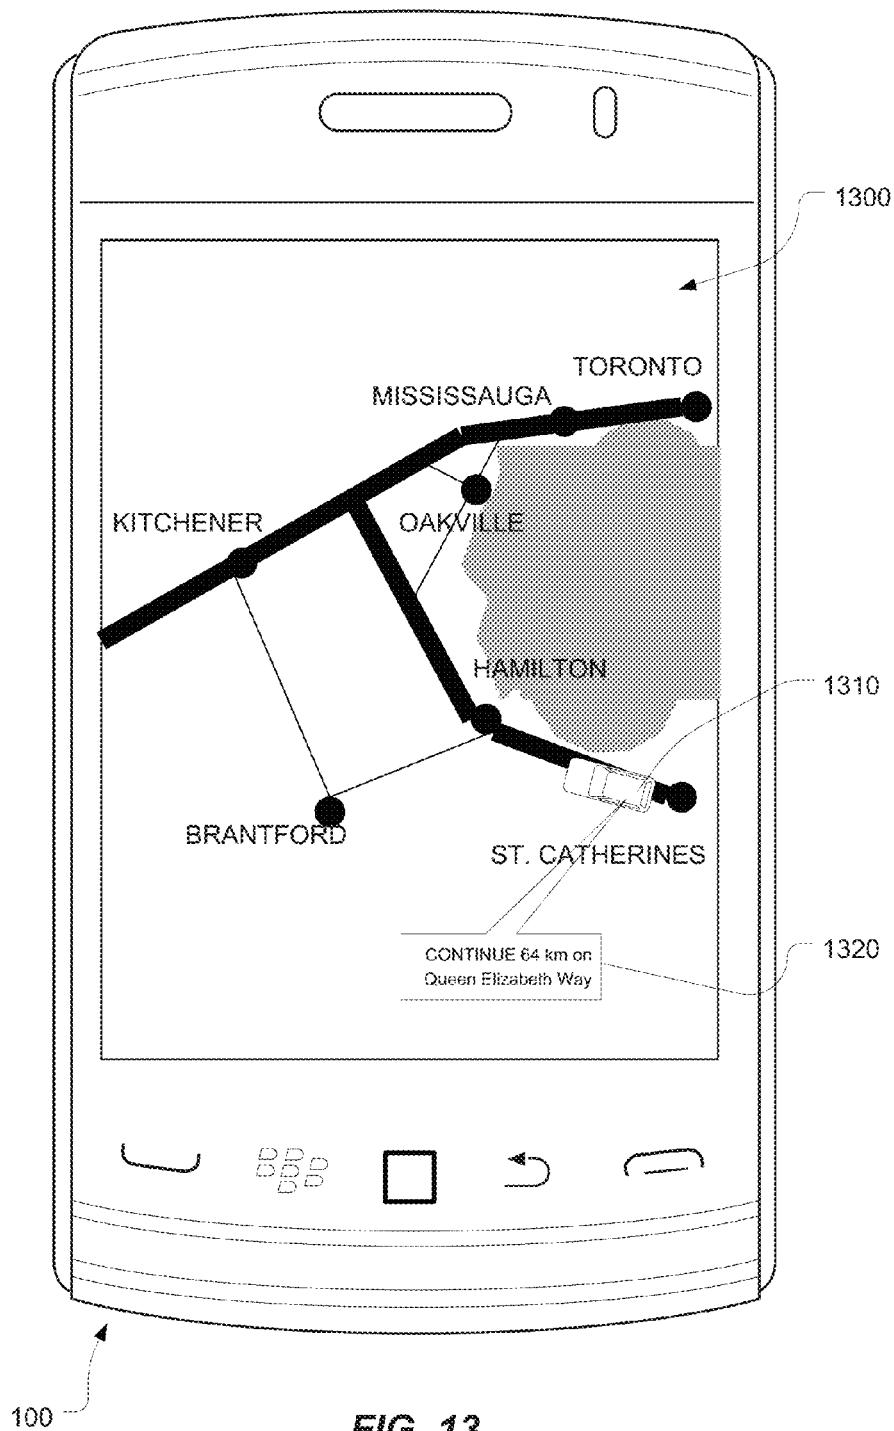 1300
TORONTO
MISSISSAUGA
KITCHENER
OAKVILLE
HAMILTON
1310
BRANTFORD
ST. CATHERINES
CONTINUE 64 km on
Queen Elizabeth Way
1320
100
FIG. 13